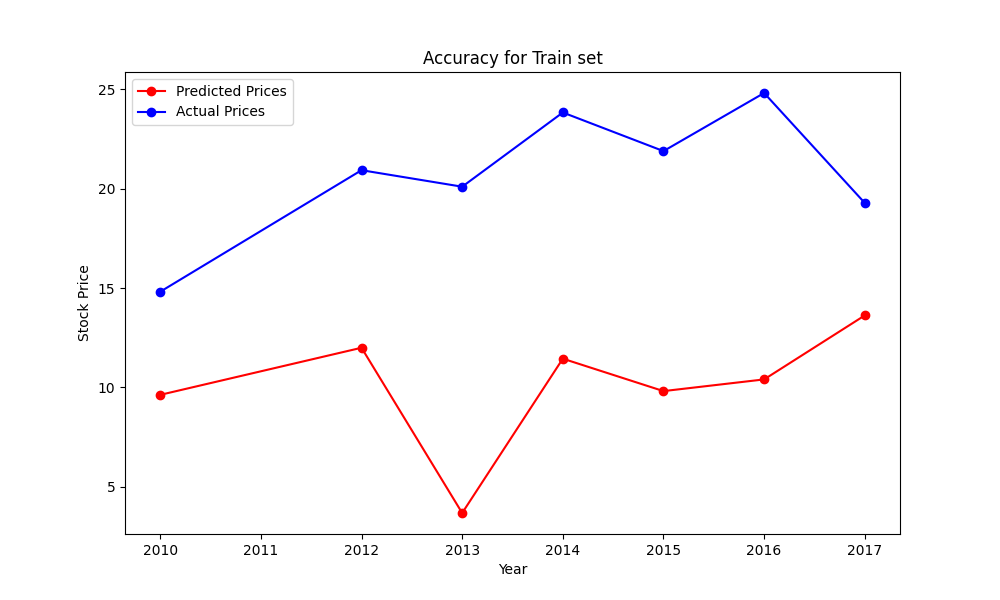 Accuracy for Train set
Predicted Prices
Actual Prices
25
20
15
10
5
Stock Price
2010 2011 2012 2013 2014 2015 2016 2017
Year